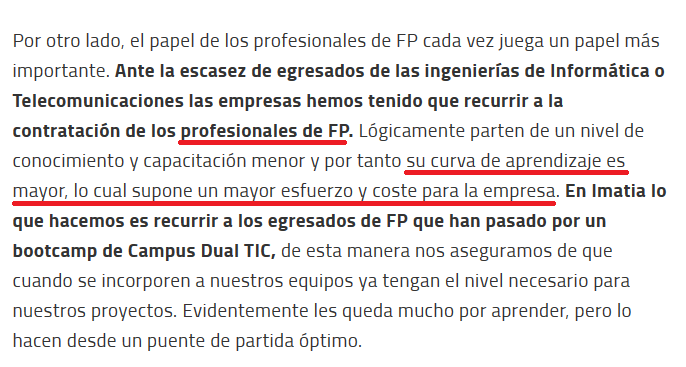 Por otro lado, el papel de los profesionales de FP cada vez juega un papel más
importante. Ante la escasez de egresados de las ingenierías de Informática o
Telecomunicaciones las empresas hemos tenido que recurrir a la
contratación de los profesionales de FP. Lógicamente parten de un nivel de
conocimiento y capacitación menor y por tanto su curva de aprendizaje es
mayor, lo cual supone un mayor esfuerzo y coste para la empresa. En Imatia lo
que hacemos es recurrir a los egresados de FP que han pasado por un
bootcamp de Campus Dual TIC, de esta manera nos aseguramos de que
cuando se incorporen a nuestros equipos ya tengan el nivel necesario para
nuestros proyectos. Evidentemente les queda mucho por aprender, pero lo
hacen desde un puente de partida óptimo.